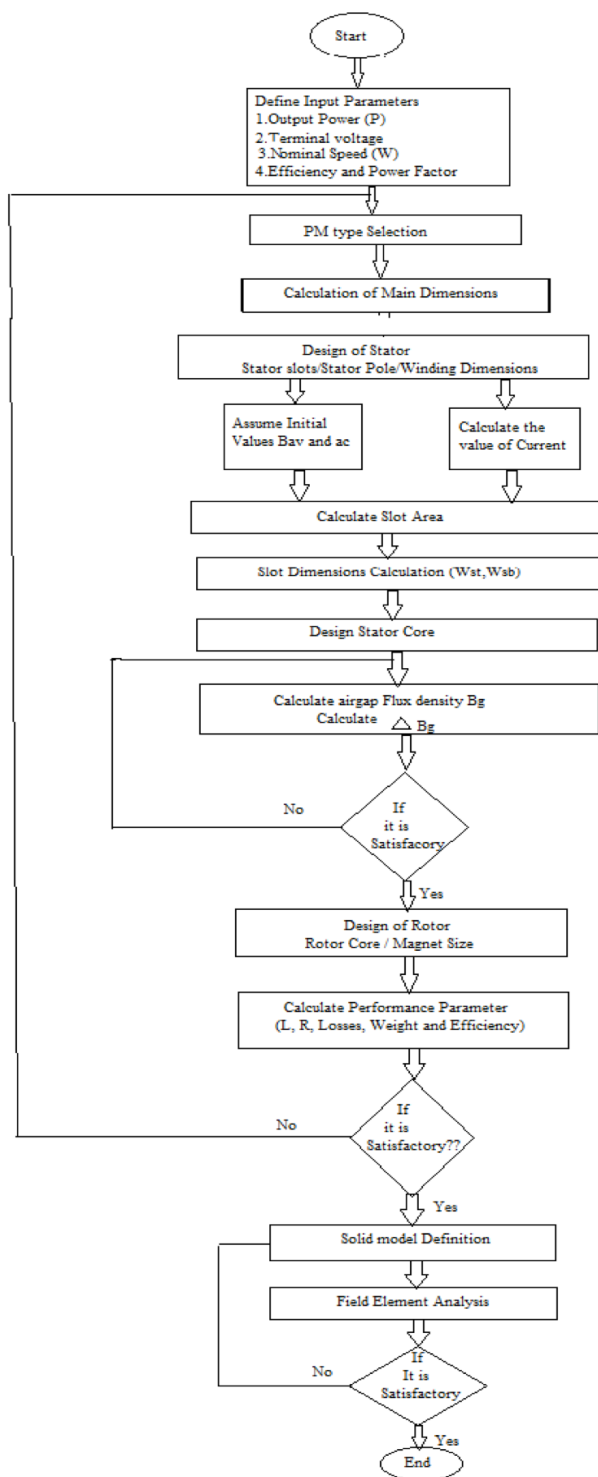 Start
Define Input Parameters
1.Output Power (P)
2.Terminal voltage
3.Nominal Speed (W)
4.Efficiency and Power Factor
PM type Selection
Calculation of Main Dimensions
Design of Stator
Stator slots/Stator Pole/Winding Dimensions
Assume Initial
Values Bav and ac
Calculate the
value of Current
Calculate Slot Area
Slot Dimensions Calculation (Wst,Wsb)
Design Stator Core
Calculate airgap Flux density Bg
Calculate △ Bg
No
If
it is
Satisfacory
Yes
Design of Rotor
Rotor Core / Magnet Size
Calculate Performance Parameter
(L, R, Losses, Weight and Efficiency)
No
If
it is
Satisfactory??
Yes
Solid model Definition
Field Element Analysis
No
If
It is
Satisfactory
Yes
End